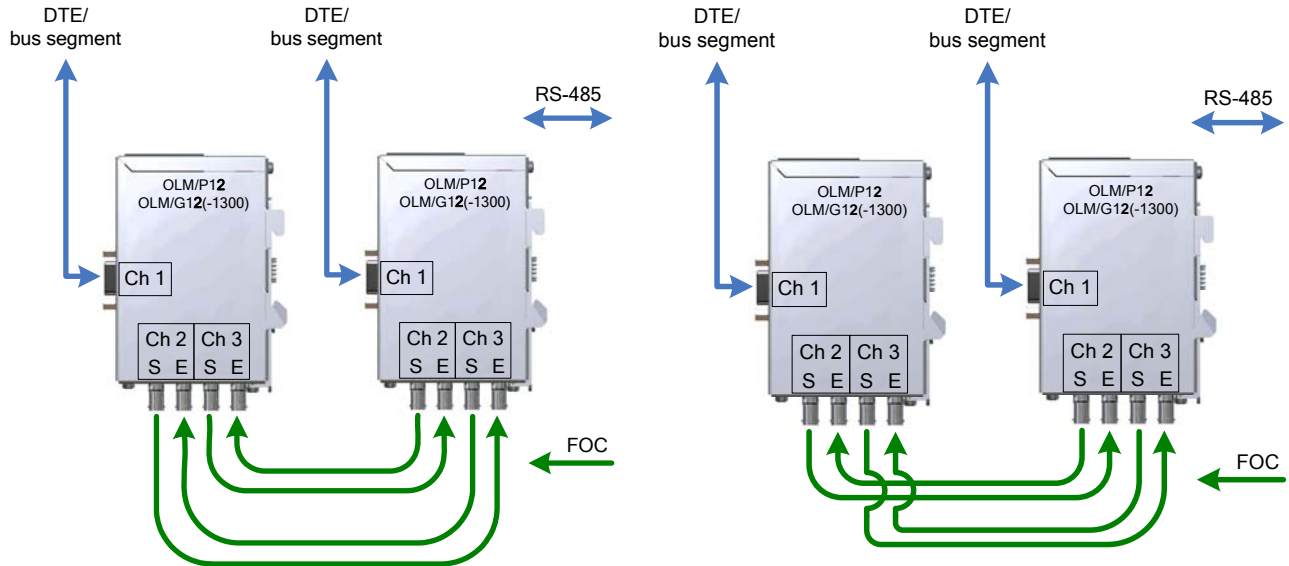 DTE/
bus segment
DTE/
bus segment
RS-485
OLM/P12
OLM/G12(-1300)
OLM/P12
OLM/G12(-1300)
Ch 1
Ch 1
Ch 2 Ch 3
S E S E
Ch 2 Ch 3
S E S E
FOC
DTE/
bus segment
DTE/
bus segment
RS-485
OLM/P12
OLM/G12(-1300)
OLM/P12
OLM/G12(-1300)
Ch 1
Ch 1
Ch 2 Ch 3
S E S E
Ch 2 Ch 3
S E S E
FOC